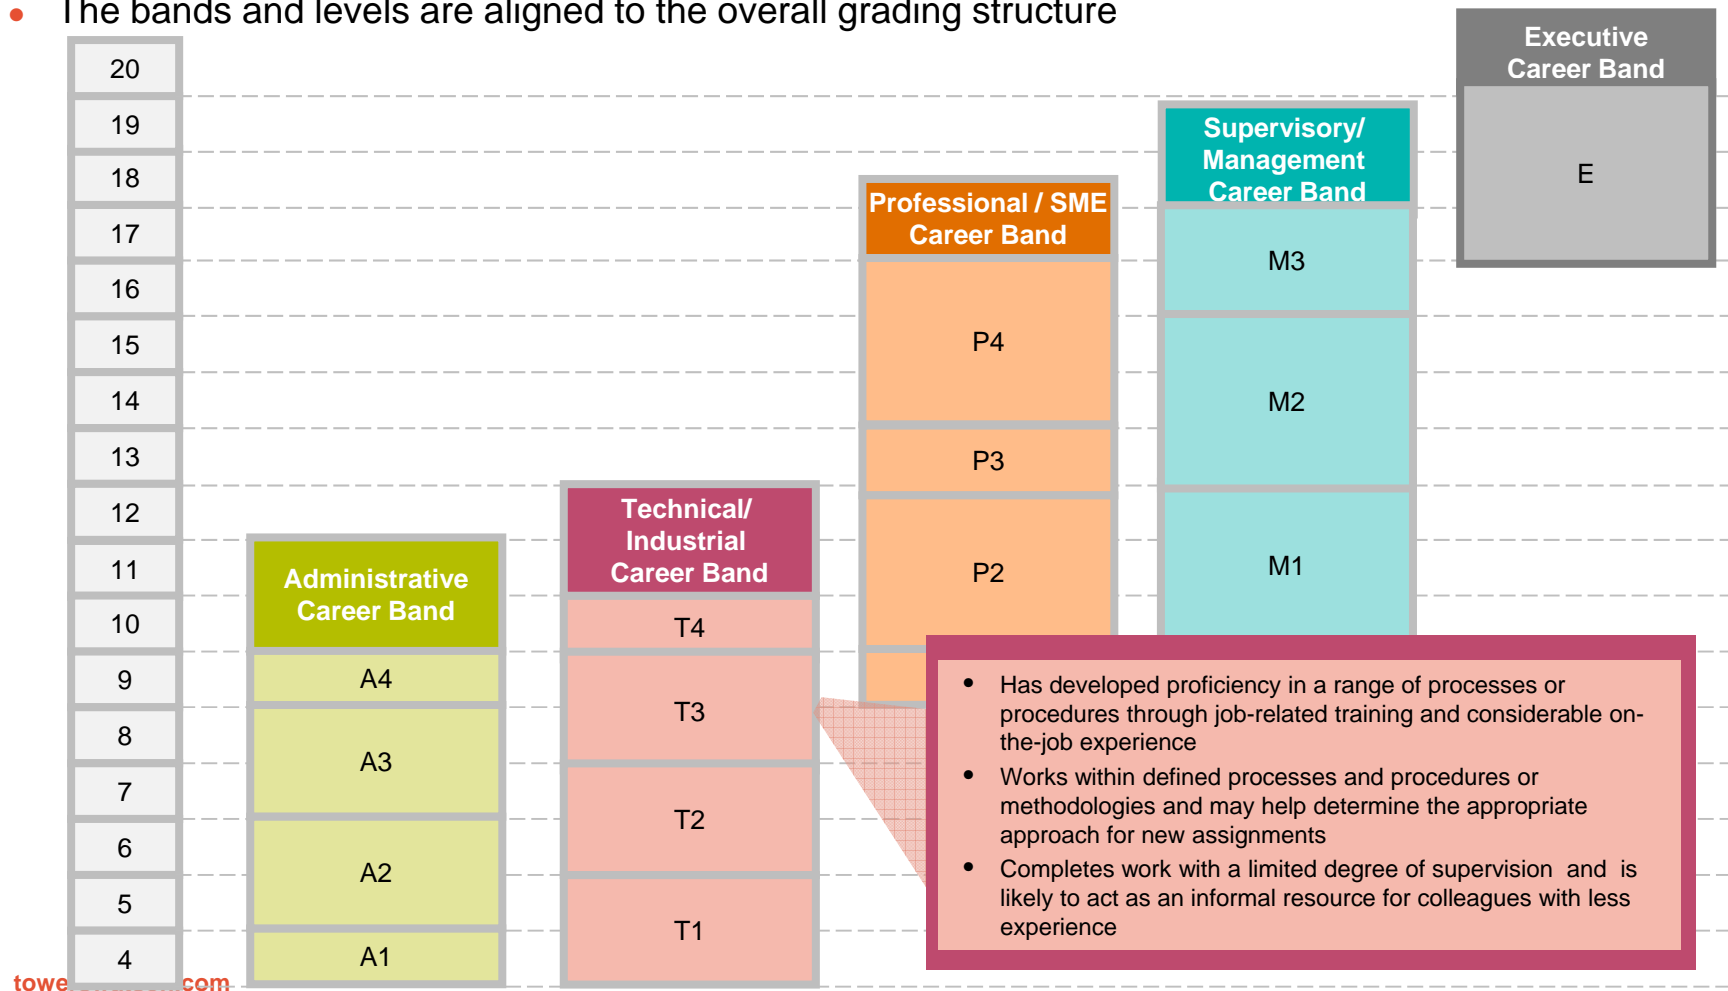 • The bands and levels are aligned to the overall grading structure
Executive
Career Band
E
20
19
18
17
16
15
14
13
12
11
10
9
8
7
6
5
4
Administrative
Career Band
A4
A3
A2
A1
Technical/
Industrial
Career Band
T4
T3
T2
T1
Professional / SME
Career Band
P4
P3
P2
Supervisory/
Management
Career Band
M3
M2
M1
• Has developed proficiency in a range of processes or
procedures through job-related training and considerable on-
the-job experience
• Works within defined processes and procedures or
methodologies and may help determine the appropriate
approach for new assignments
• Completes work with a limited degree of supervision and is
likely to act as an informal resource for colleagues with less
experience